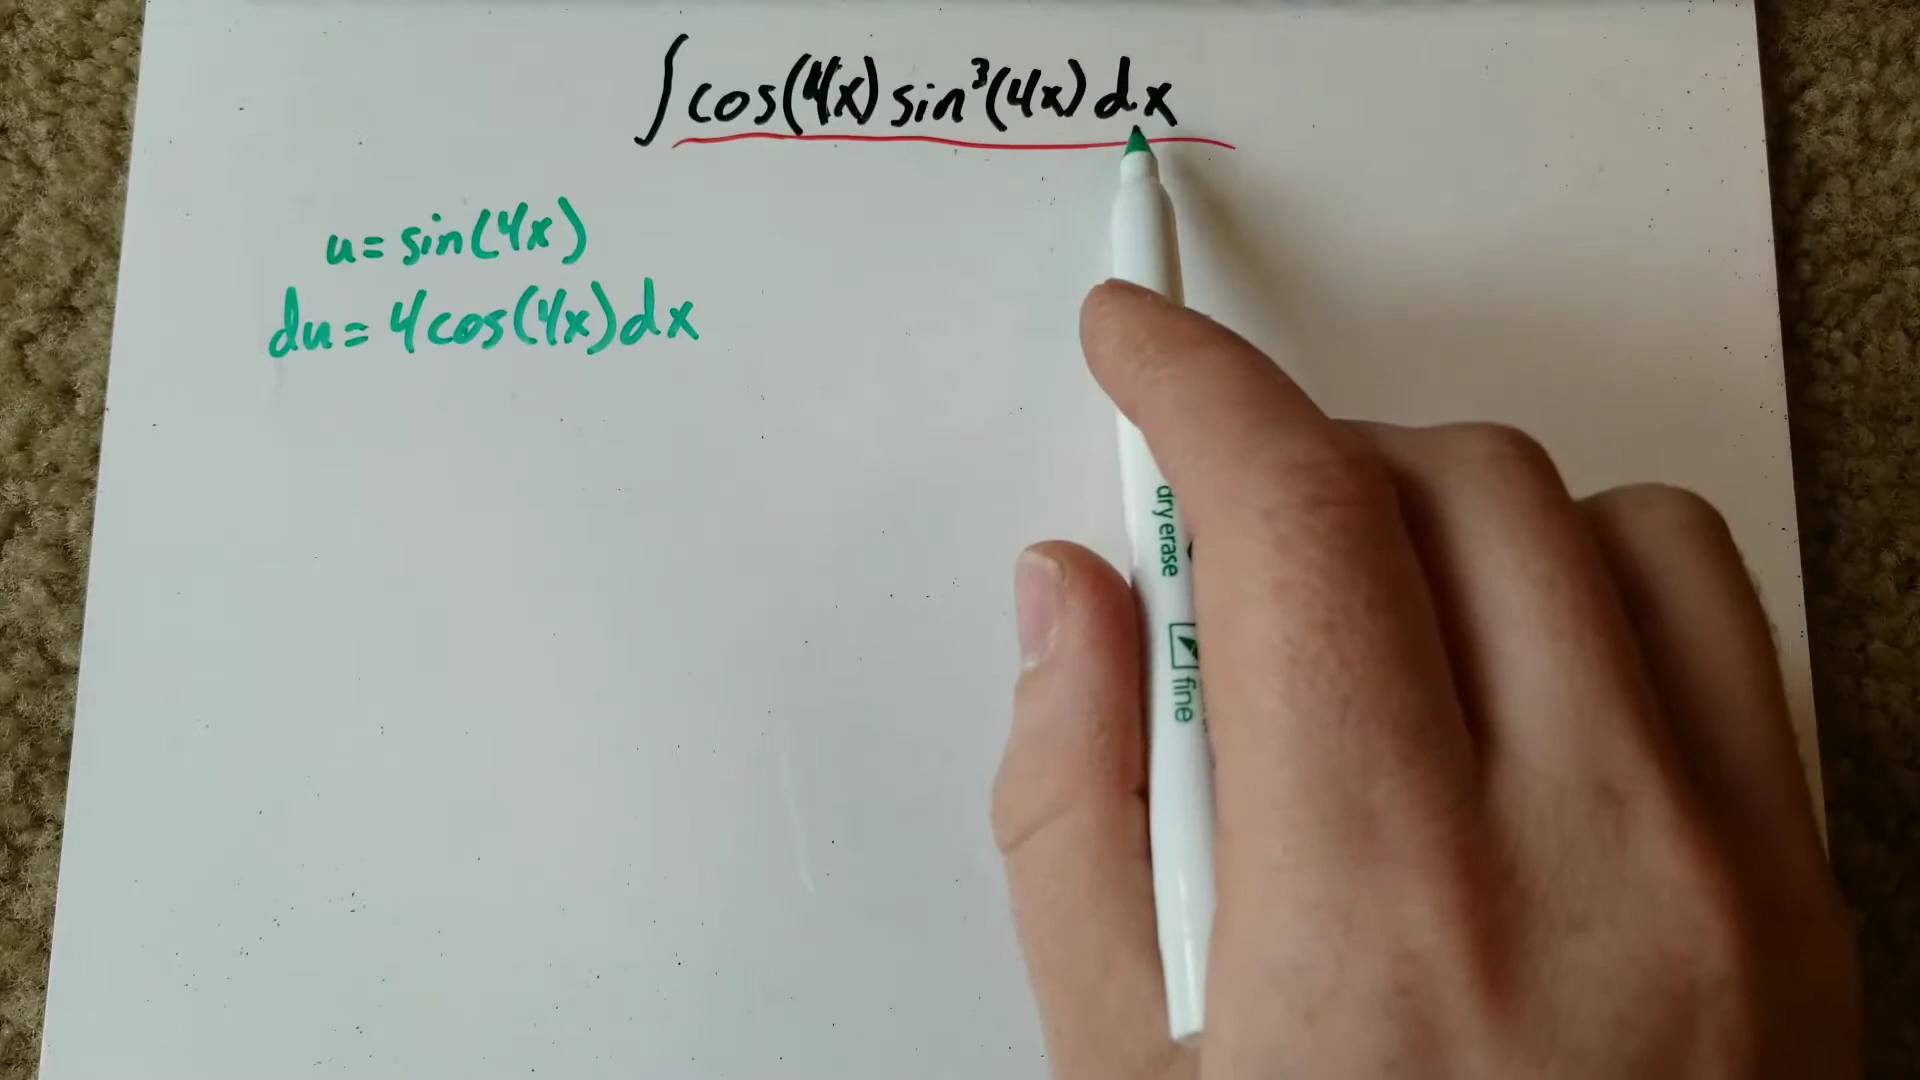 ∫cos(4x)sin³(4x)dx
u=sin(4x)
du=4cos(4x)dx
dry erase
fine